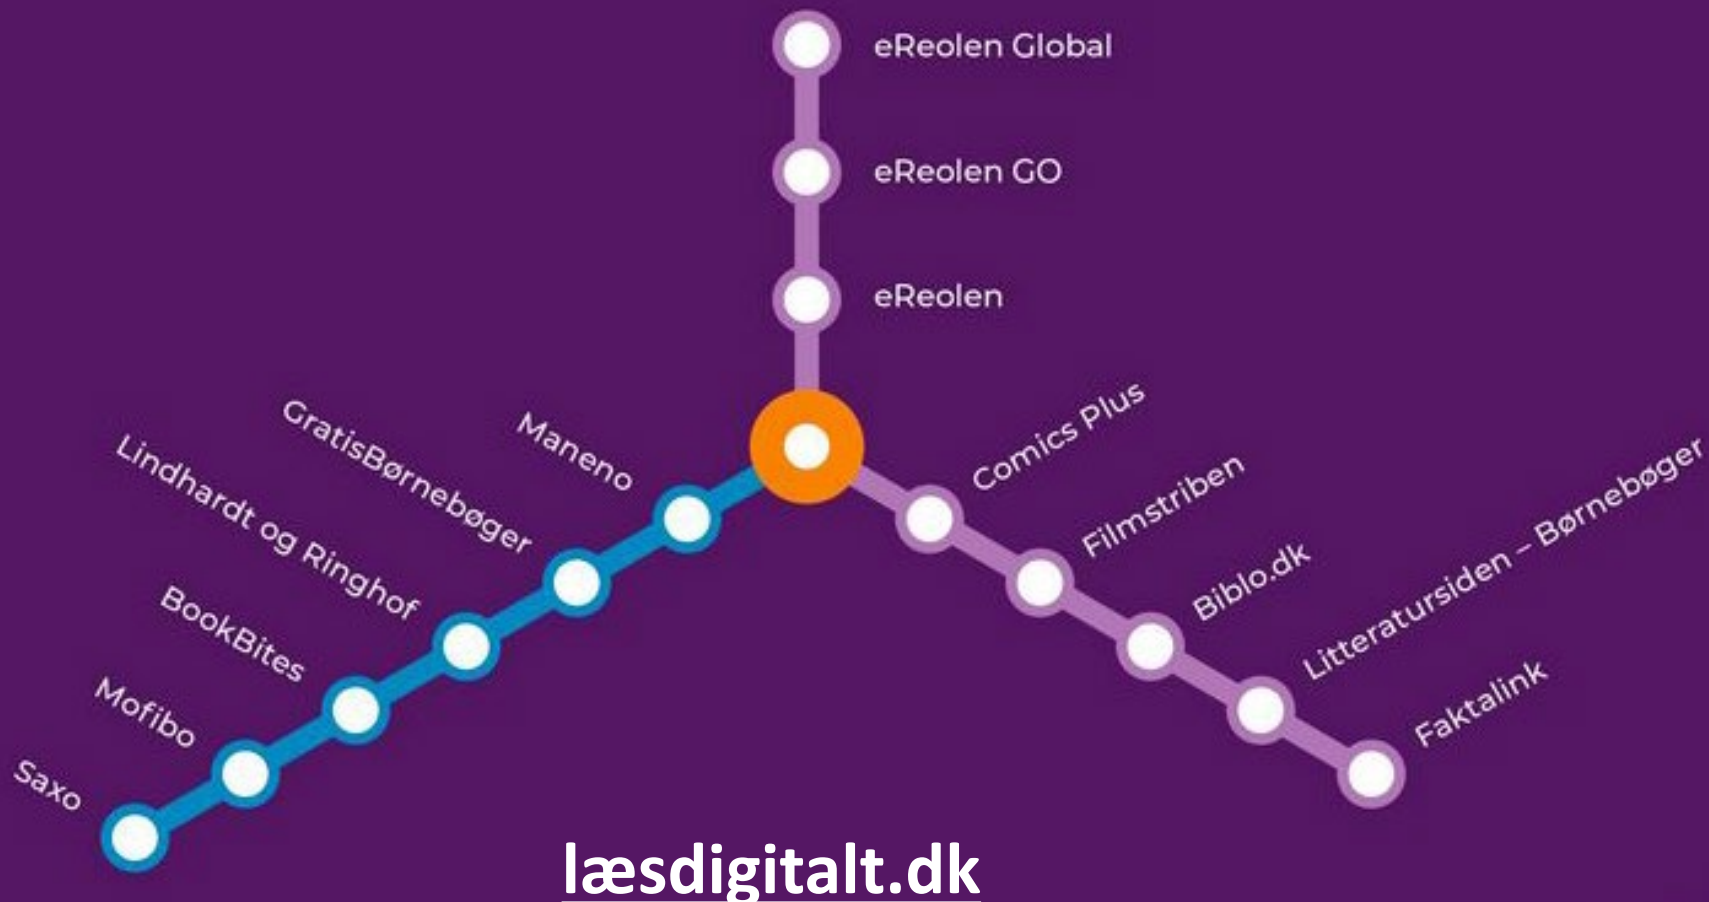 eReolen Global
eReolen GO
eReolen
Maneno
GratisBørnebøger
Lindhardt og Ringhof
BookBites
Mofibo
Saxo
Comics Plus
Filmstriben
Biblo.dk
Litteratursiden – Børnebøger
Faktalink
læsdigitalt.dk